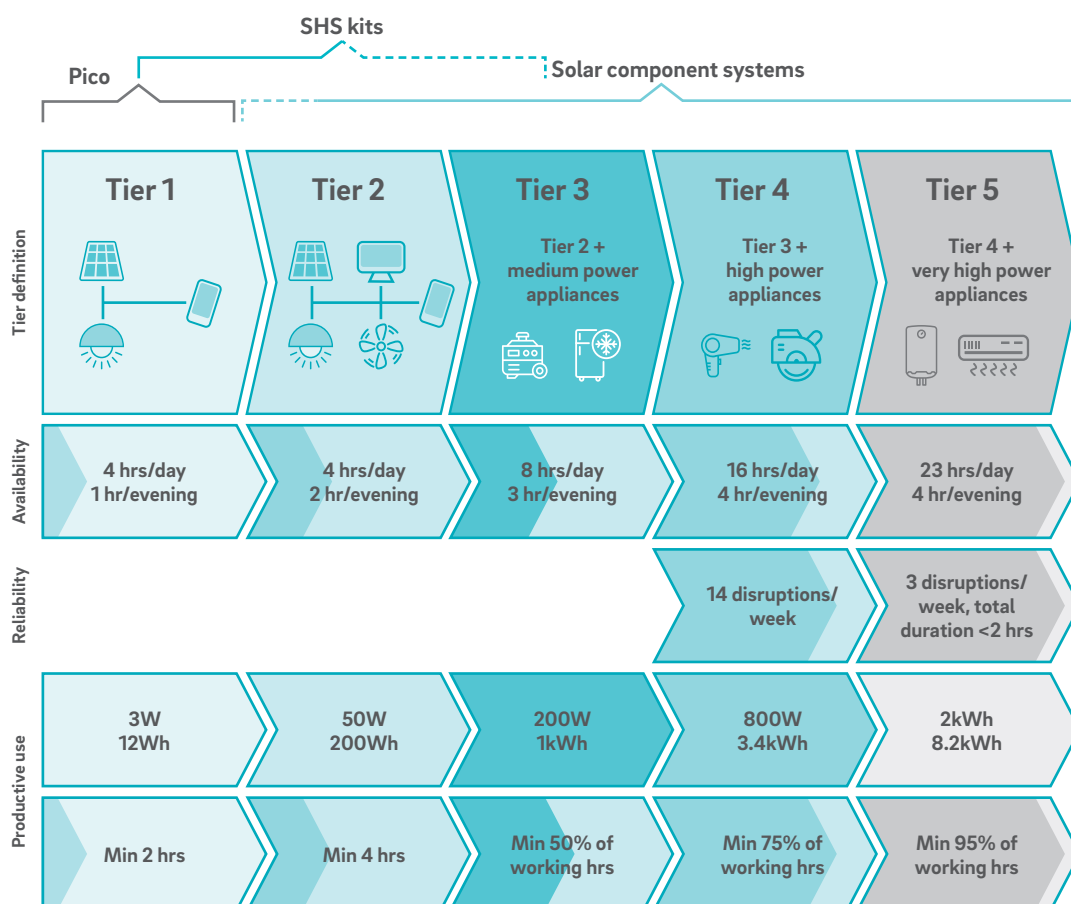 SHS kits
Pico
Solar component systems
Tier definition
Tier 1
Tier 2
Tier 3
Tier 2 +
medium power
appliances
Tier 4
Tier 3 +
high power
appliances
Tier 5
Tier 4 +
very high power
appliances
Availability
4 hrs/day
1 hr/evening
4 hrs/day
2 hr/evening
8 hrs/day
3 hr/evening
16 hrs/day
4 hr/evening
23 hrs/day
4 hr/evening
Reliability
14 disruptions/
week
3 disruptions/
week, total
duration <2 hrs
Productive use
3W
12Wh
50W
200Wh
200W
1kWh
800W
3.4kWh
2kWh
8.2kWh
Min 2 hrs
Min 4 hrs
Min 50% of
working hrs
Min 75% of
working hrs
Min 95% of
working hrs